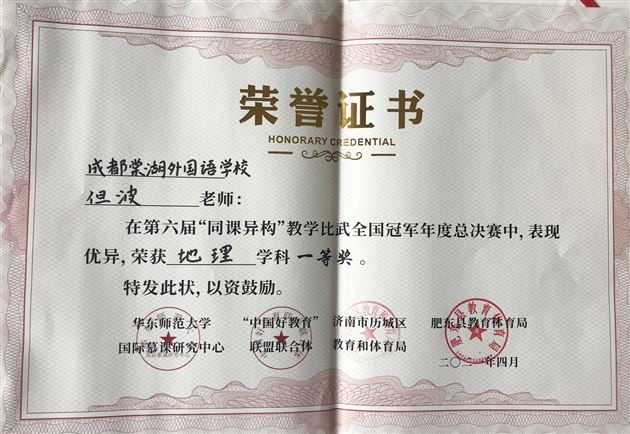 荣誉证书
HONORARY CREDENTIAL
成都棠湖外国语学校
但波 老师：
在第六届“同课异构”教学比武全国冠军年度总决赛中，表现
优异，荣获 地理 学科 一等奖 。
特发此状，以资鼓励。
华东师范大学 “中国好教育” 济南市历城区 肥东县教育体育局
国际慕课研究中心 联盟联合体 教育和体育局
二〇二一年四月